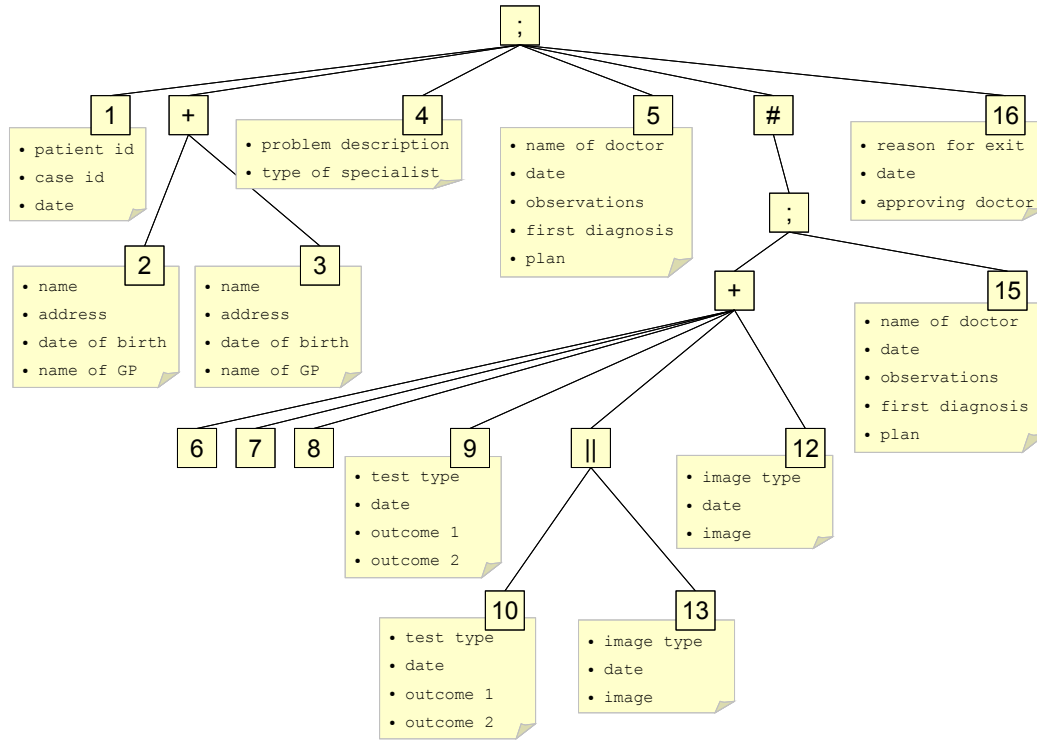 ;
1
+
4
5
#
16
• patient id
• case id
• date
• problem description
• type of specialist
• name of doctor
• date
• observations
• first diagnosis
• plan
• reason for exit
• date
• approving doctor
;
2
• name
• address
• date of birth
• name of GP
3
• name
• address
• date of birth
• name of GP
+
15
• name of doctor
• date
• observations
• first diagnosis
• plan
6
7
8
9
• test type
• date
• outcome 1
• outcome 2
||
12
• image type
• date
• image
10
• test type
• date
• outcome 1
• outcome 2
13
• image type
• date
• image